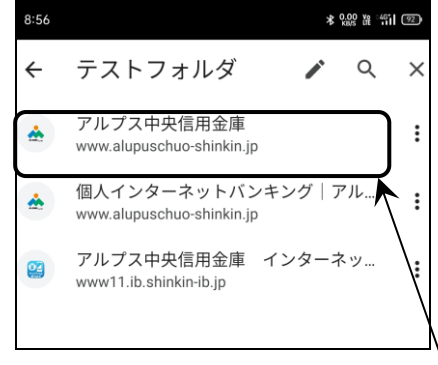 8:56
0.00 KB/S
92
テストフォルダ
アルプス中央信用金庫
www.alupuschuo-shinkin.jp
個人インターネットバンキング｜アル...
www.alupuschuo-shinkin.jp
アルプス中央信用金庫　インターネッ...
www11.ib.shinkin-ib.jp